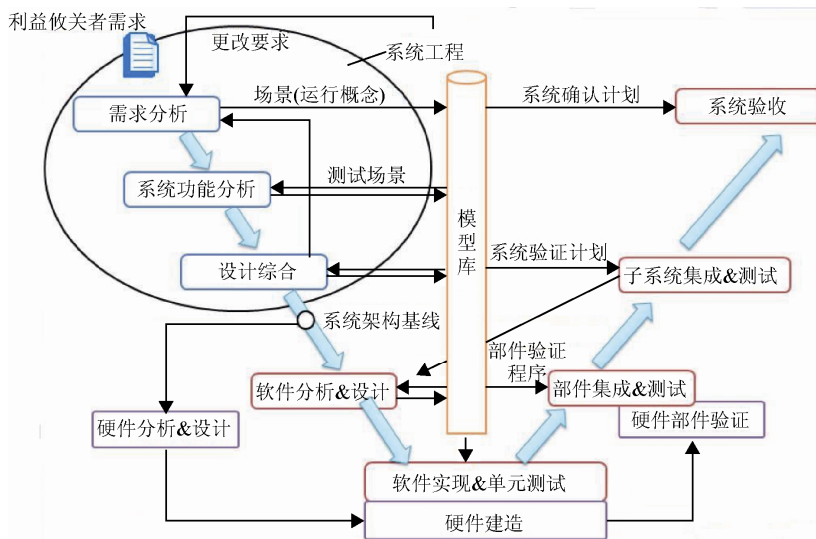 利益攸关者需求
更改要求
系统工程
需求分析
场景(运行概念)
系统确认计划
系统验收
系统功能分析
测试场景
模
型
库
设计综合
系统验证计划
子系统集成&测试
系统架构基线
部件验证
程序
软件分析&设计
部件集成&测试
硬件分析&设计
硬件部件验证
软件实现&单元测试
硬件建造